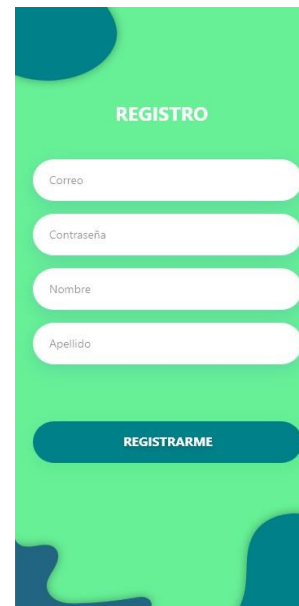 REGISTRO
Correo
Contraseña
Nombre
Apellido
REGISTRARME